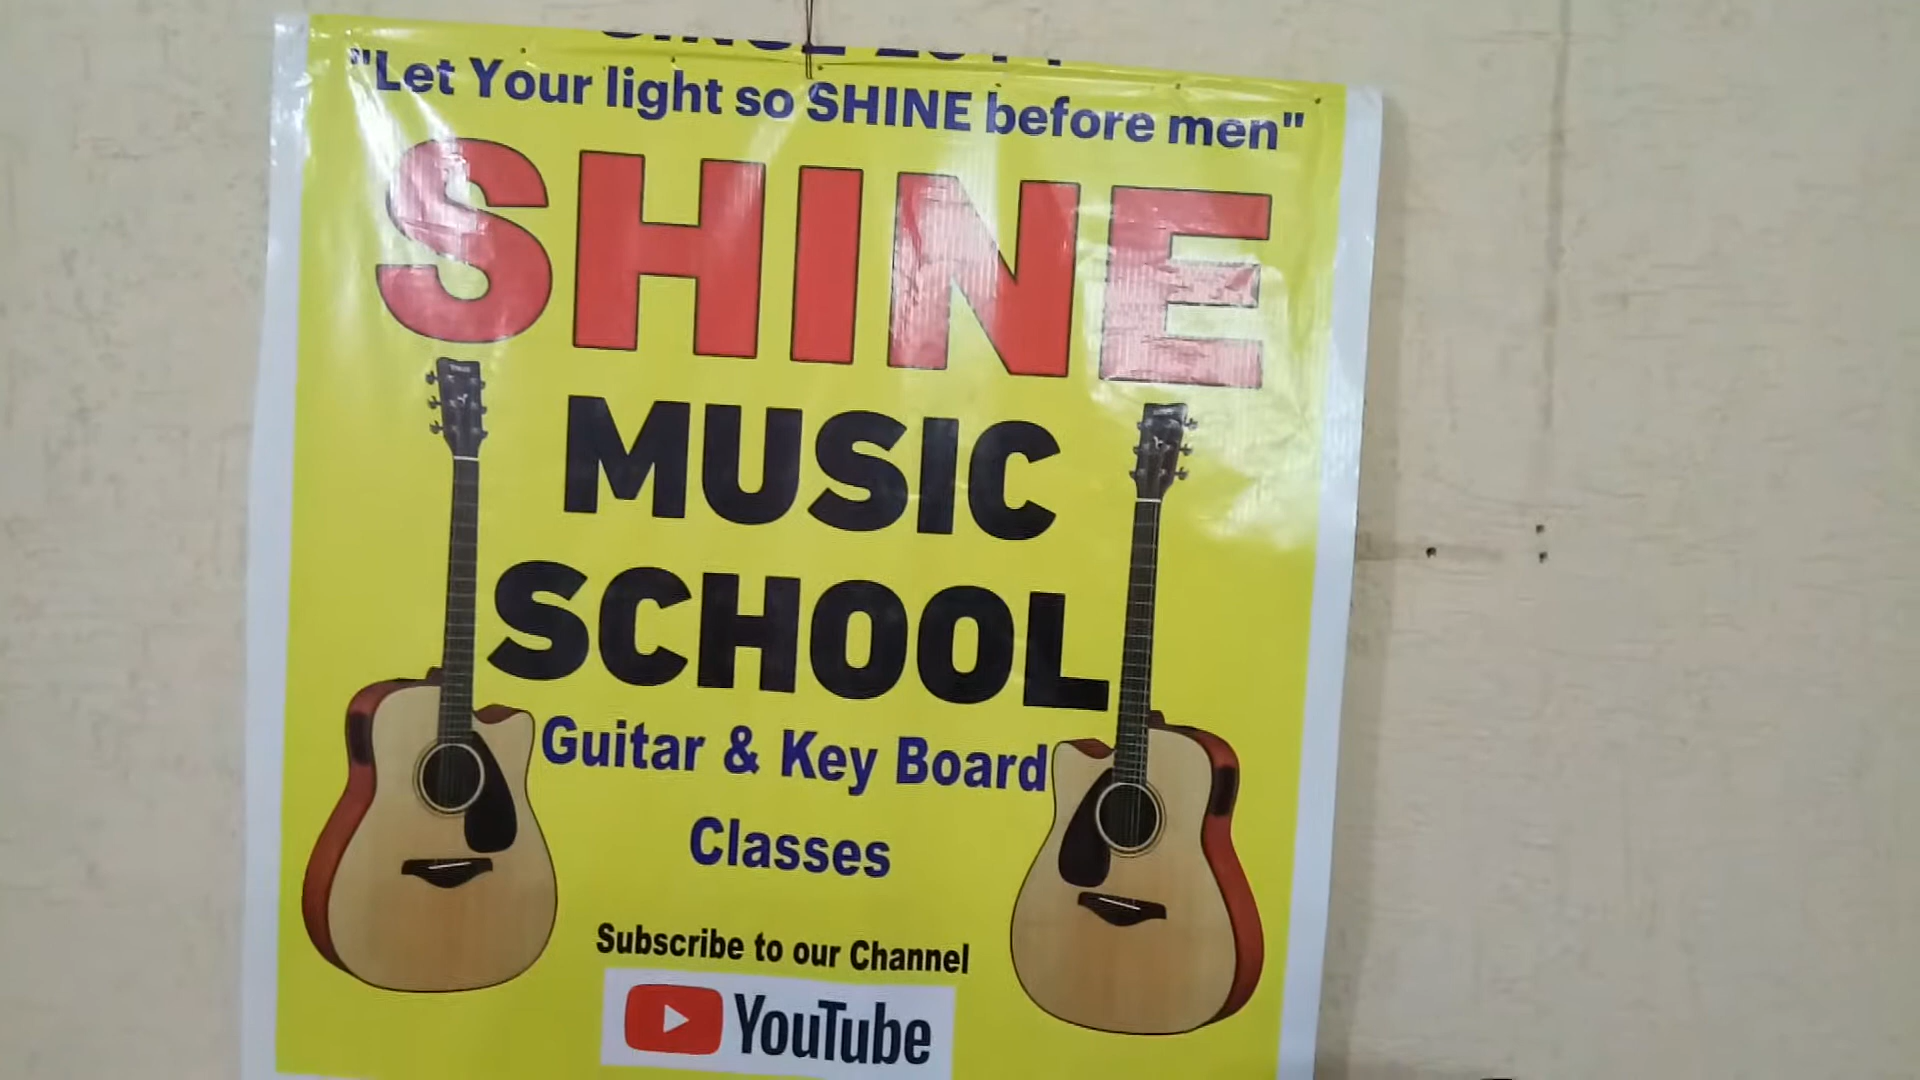 "Let Your light so SHINE before men"
SHINE
MUSIC
SCHOOL
Guitar & Key Board
Classes
Subscribe to our Channel
YouTube